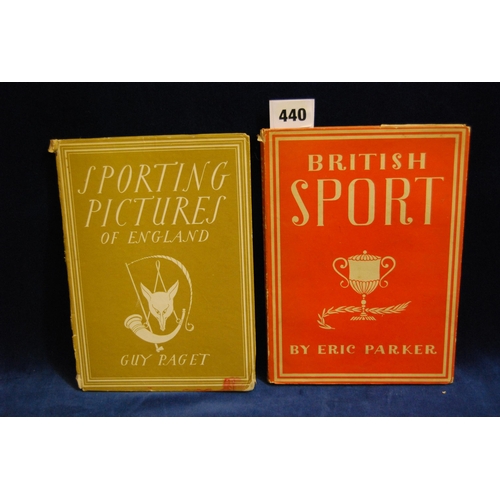 440
SPORTING
PICTURES
OF ENGLAND
GUY PAGET
BRITISH
SPORT
BY ERIC PARKER